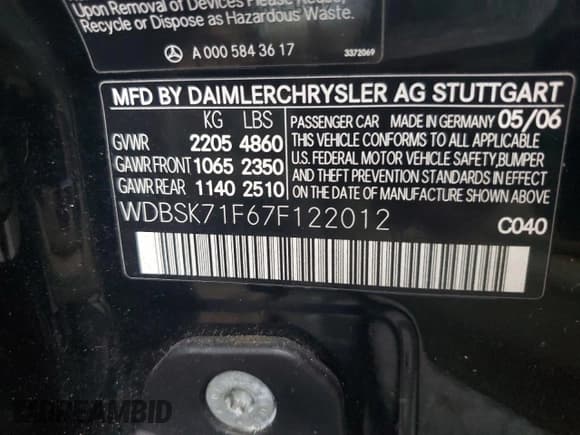 Upon Removal of Devices Please Reuse,
Recycle or Dispose as Hazardous Waste.
A 000 584 36 17
3372069
MFD BY DAIMLERCHRYSLER AG STUTTGART
KG LBS
GVWR 2205 4860
GAWR FRONT 1065 2350
GAWR REAR 1140 2510
PASSENGER CAR MADE IN GERMANY 05/06
THIS VEHICLE CONFORMS TO ALL APPLICABLE
U.S. FEDERAL MOTOR VEHICLE SAFETY,BUMPER
AND THEFT PREVENTION STANDARDS IN EFFECT
ON THE DATE OF MANUFACTURE SHOWN ABOVE.
WDBSK71F67F122012
C040
DREAMBID